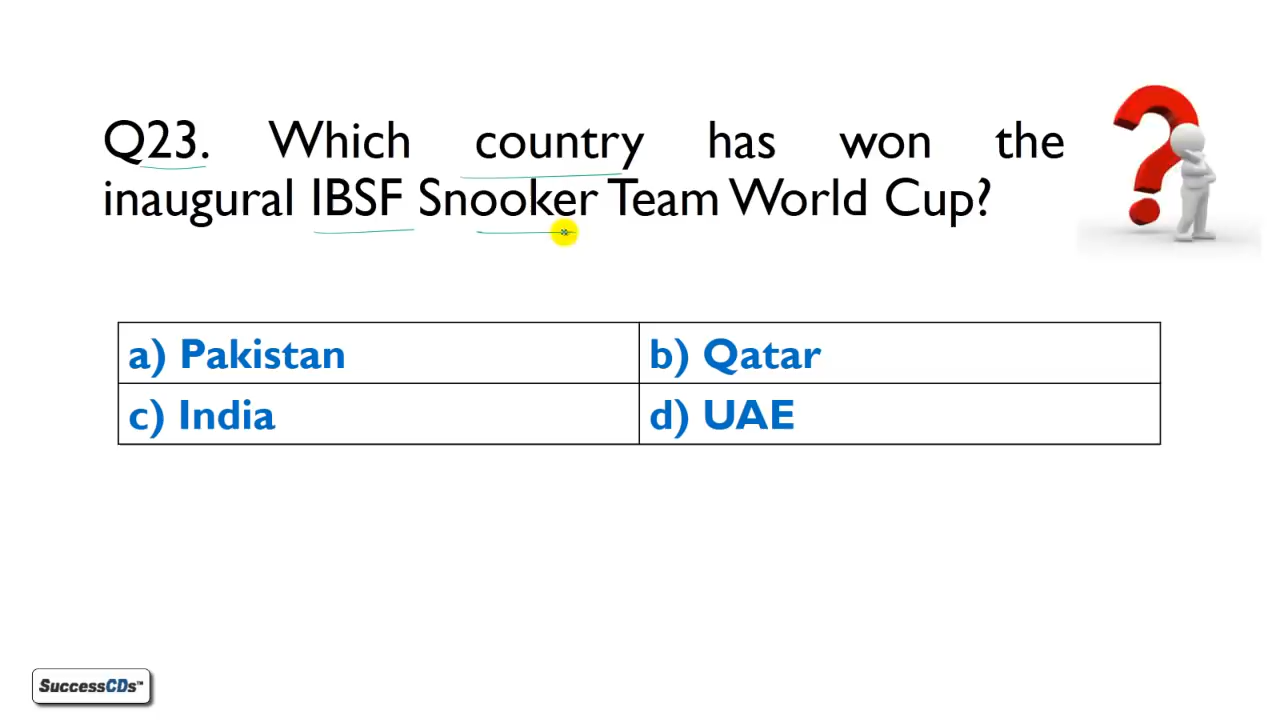 Q23. Which country has won the
inaugural IBSF Snooker Team World Cup?
a) Pakistan
b) Qatar
c) India
d) UAE
SuccessCDs™